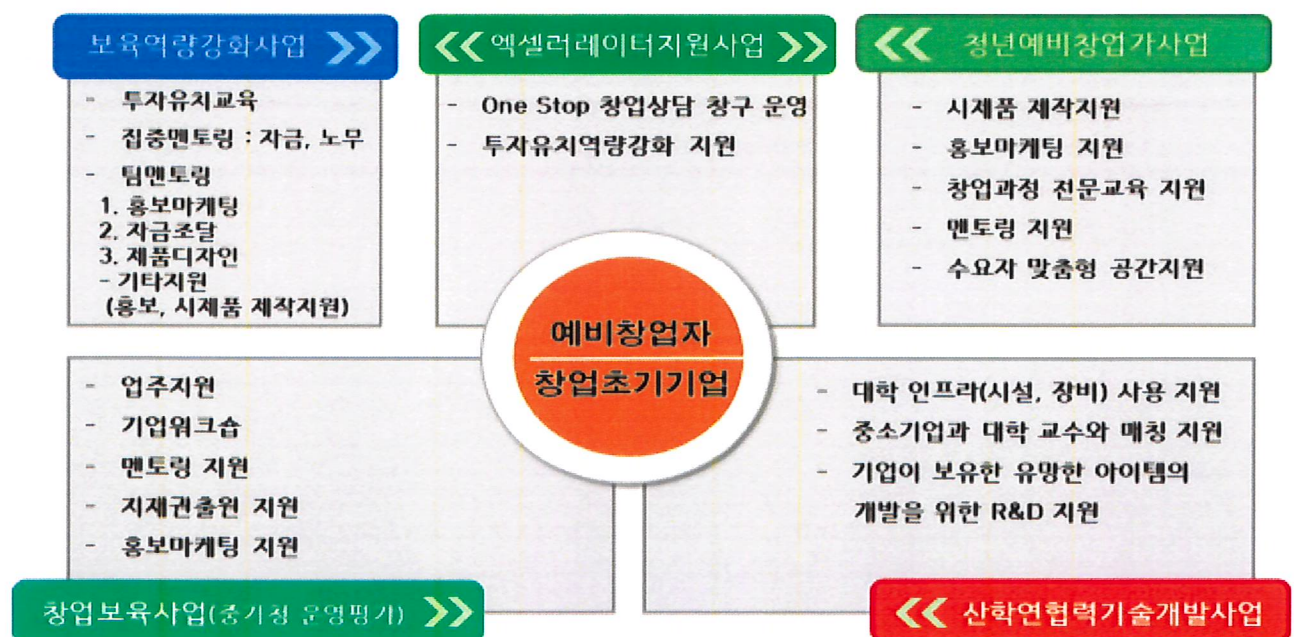 보육역량강화사업
- 투자유치교육
- 집중멘토링 : 자금, 노무
- 팀멘토링
1. 홍보마케팅
2. 자금조달
3. 제품디자인
- 기타지원
(홍보, 시제품 제작지원)
엑셀러레이터지원사업
- One Stop 창업상담 창구 운영
- 투자유치역량강화 지원
청년예비창업가사업
- 시제품 제작지원
- 홍보마케팅 지원
- 창업과정 전문교육 지원
- 멘토링 지원
- 수요자 맞춤형 공간지원
예비창업자
창업초기기업
- 업주지원
- 기업워크숍
- 멘토링 지원
- 지재권출원 지원
- 홍보마케팅 지원
창업보육사업(중기청 운영평가)
- 대학 인프라(시설, 장비) 사용 지원
- 중소기업과 대학 교수와 매칭 지원
- 기업이 보유한 유망한 아이템의
개발을 위한 R&D 지원
산학연협력기술개발사업